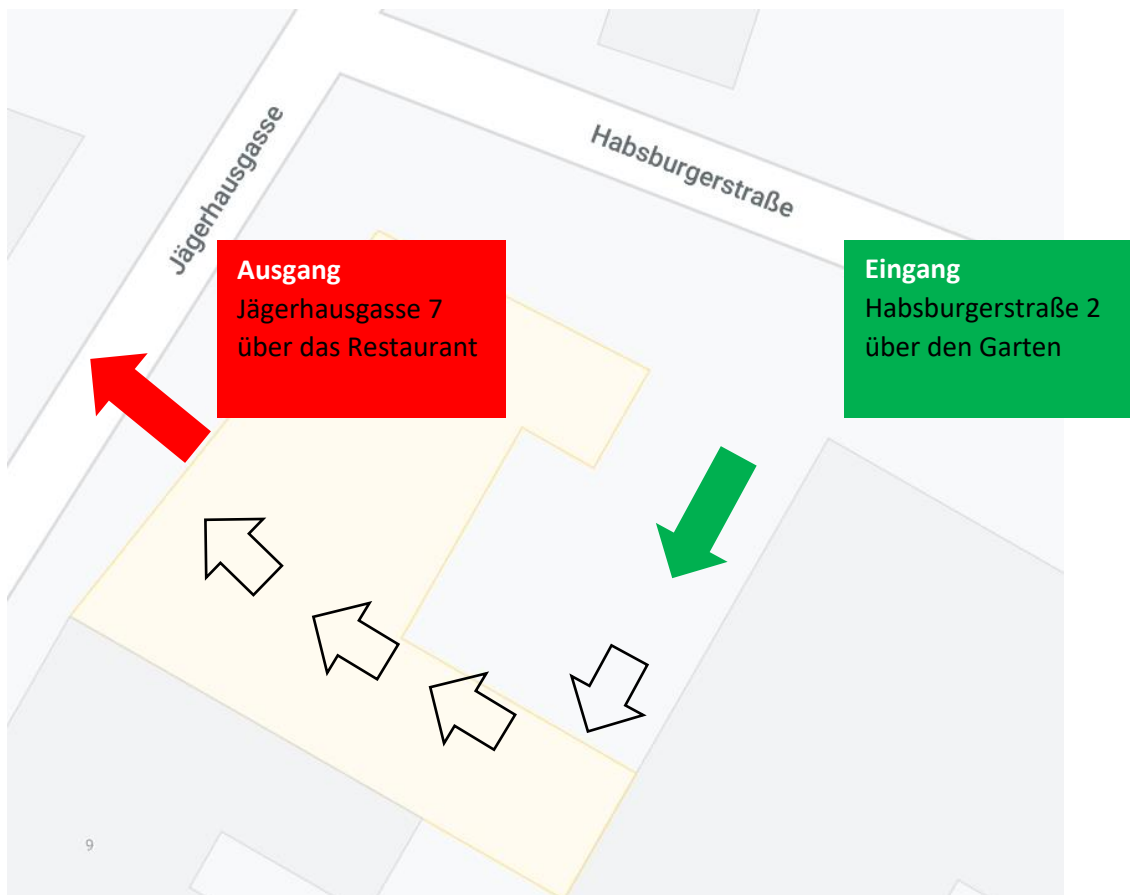 Habsburgerstraße
Jägerhausgasse
Ausgang
Jägerhausgasse 7
über das Restaurant
Eingang
Habsburgerstraße 2
über den Garten
9